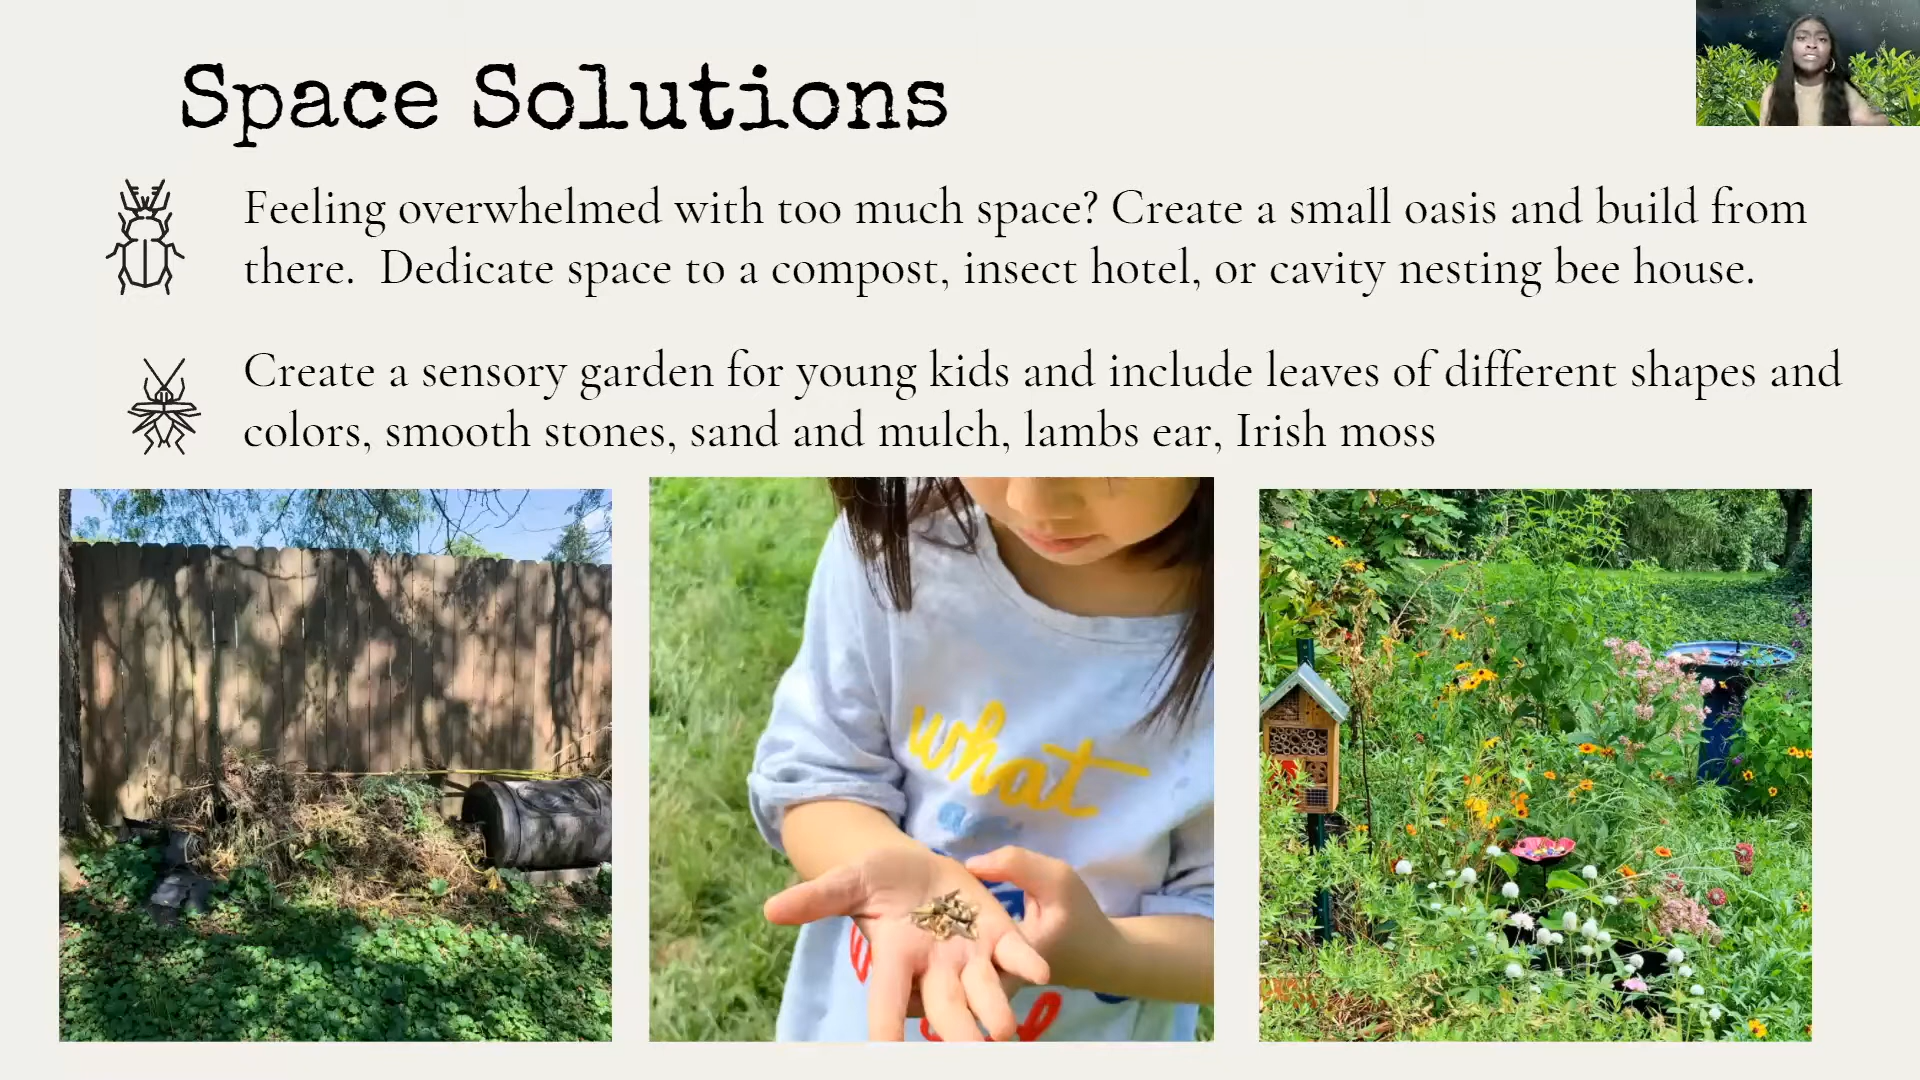 Space Solutions
Feeling overwhelmed with too much space? Create a small oasis and build from
there.  Dedicate space to a compost, insect hotel, or cavity nesting bee house.
Create a sensory garden for young kids and include leaves of different shapes and
colors, smooth stones, sand and mulch, lambs ear, Irish moss
what